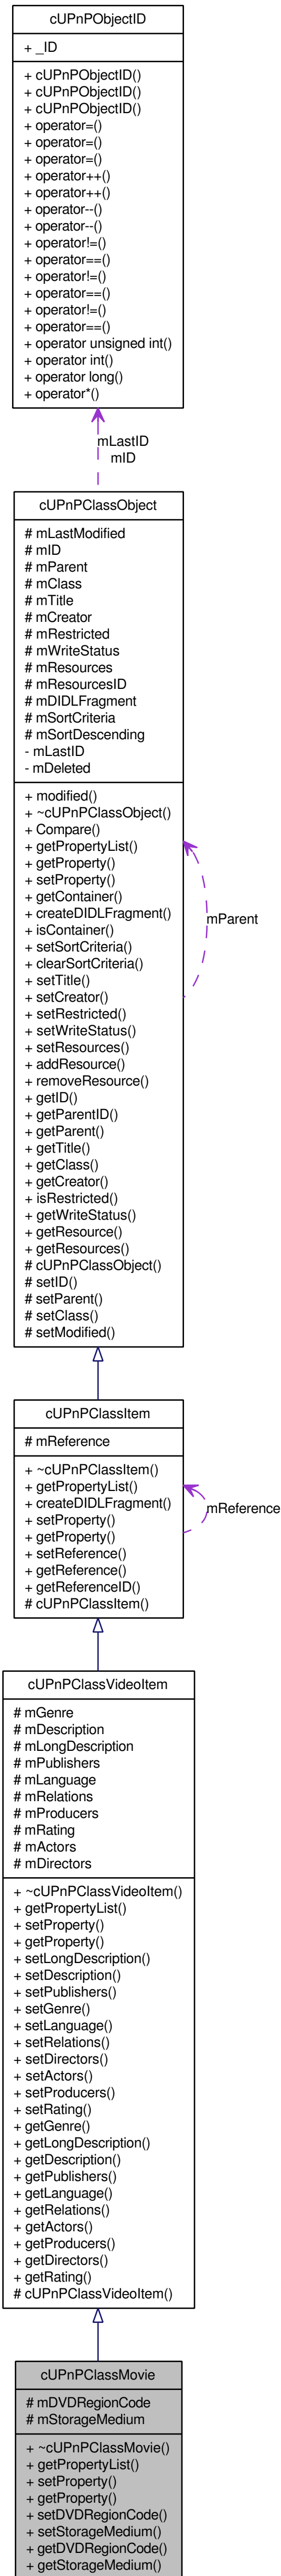 cUPnPObjectID
+ _ID
+ cUPnPObjectID()
+ cUPnPObjectID()
+ cUPnPObjectID()
+ operator=()
+ operator=()
+ operator=()
+ operator++()
+ operator++()
+ operator--()
+ operator--()
+ operator!=()
+ operator==()
+ operator!=()
+ operator==()
+ operator!=()
+ operator==()
+ operator unsigned int()
+ operator int()
+ operator long()
+ operator*()
mLastID
mID
cUPnPClassObject
# mLastModified
# mID
# mParent
# mClass
# mTitle
# mCreator
# mRestricted
# mWriteStatus
# mResources
# mResourcesID
# mDIDLFragment
# mSortCriteria
# mSortDescending
- mLastID
- mDeleted
+ modified()
+ ~cUPnPClassObject()
+ Compare()
+ getPropertyList()
+ getProperty()
+ setProperty()
+ getContainer()
+ createDIDLFragment()
+ isContainer()
+ setSortCriteria()
+ clearSortCriteria()
+ setTitle()
+ setCreator()
+ setRestricted()
+ setWriteStatus()
+ setResources()
+ addResource()
+ removeResource()
+ getID()
+ getParentID()
+ getParent()
+ getTitle()
+ getClass()
+ getCreator()
+ isRestricted()
+ getWriteStatus()
+ getResource()
+ getResources()
# cUPnPClassObject()
# setID()
# setParent()
# setClass()
# setModified()
mParent
cUPnPClassItem
# mReference
+ ~cUPnPClassItem()
+ getPropertyList()
+ createDIDLFragment()
+ setProperty()
+ getProperty()
+ setReference()
+ getReference()
+ getReferenceID()
# cUPnPClassItem()
mReference
cUPnPClassVideoItem
# mGenre
# mDescription
# mLongDescription
# mPublishers
# mLanguage
# mRelations
# mProducers
# mRating
# mActors
# mDirectors
+ ~cUPnPClassVideoItem()
+ getPropertyList()
+ setProperty()
+ getProperty()
+ setLongDescription()
+ setDescription()
+ setPublishers()
+ setGenre()
+ setLanguage()
+ setRelations()
+ setDirectors()
+ setActors()
+ setProducers()
+ setRating()
+ getGenre()
+ getLongDescription()
+ getDescription()
+ getPublishers()
+ getLanguage()
+ getRelations()
+ getActors()
+ getProducers()
+ getDirectors()
+ getRating()
# cUPnPClassVideoItem()
cUPnPClassMovie
# mDVDRegionCode
# mStorageMedium
+ ~cUPnPClassMovie()
+ getPropertyList()
+ setProperty()
+ getProperty()
+ setDVDRegionCode()
+ setStorageMedium()
+ getDVDRegionCode()
+ getStorageMedium()